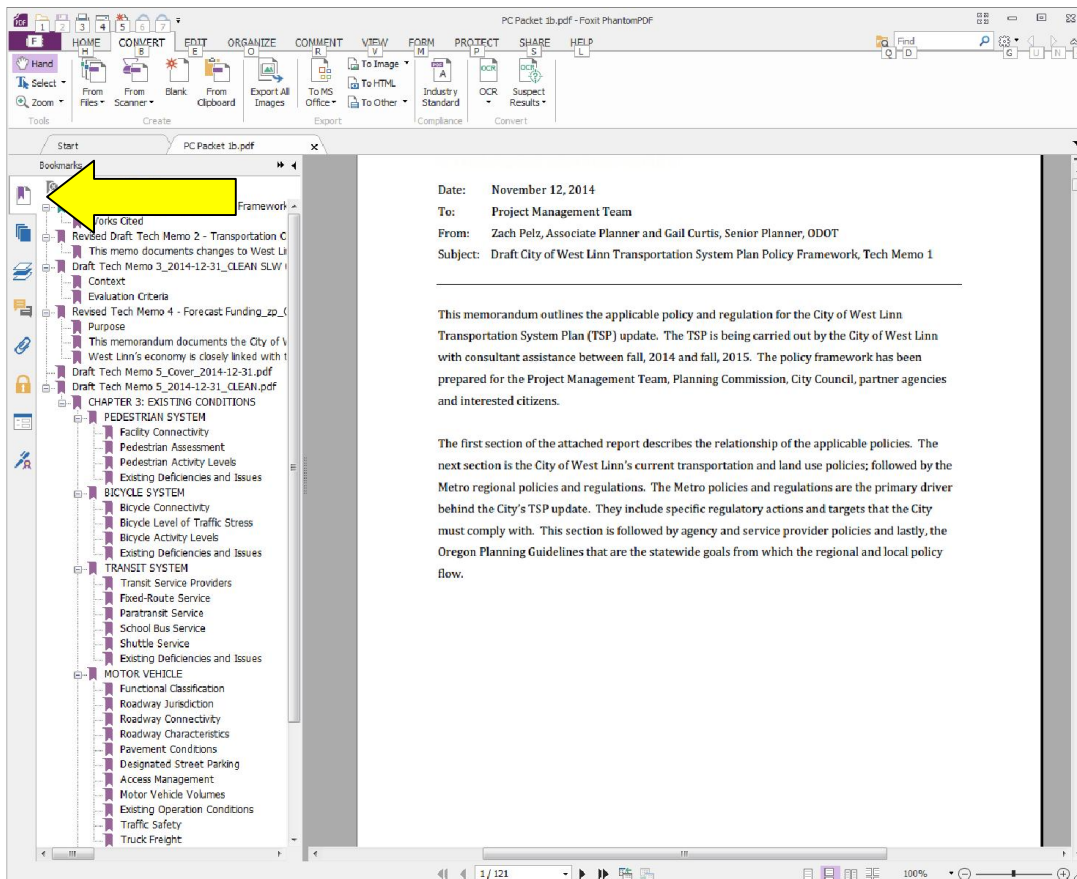 PC Packet 1b.pdf - Foxit PhantomPDF
PDF
1 2 3 4 5 6 7
F
HOME CONVERT EDIT ORGANIZE COMMENT VIEW FORM PROTECT SHARE HELP
H B E O R V M P S L
Find
Q D G U N
Hand
Select
Zoom
From Files
From Scanner
Blank
From Clipboard
Export All Images
To MS Office
To Image
To HTML
To Other
Industry Standard
OCR
Suspect Results
Tools Create Export Compliance Convert
Start PC Packet 1b.pdf
Bookmarks
Framework
Works Cited
Revised Draft Tech Memo 2 - Transportation C
This memo documents changes to West Li
Draft Tech Memo 3_2014-12-31_CLEAN SLW
Context
Evaluation Criteria
Revised Tech Memo 4 - Forecast Funding_zp_(
Purpose
This memorandum documents the City of W
West Linn's economy is closely linked with t
Draft Tech Memo 5_Cover_2014-12-31.pdf
Draft Tech Memo 5_2014-12-31_CLEAN.pdf
CHAPTER 3: EXISTING CONDITIONS
PEDESTRIAN SYSTEM
Facility Connectivity
Pedestrian Assessment
Pedestrian Activity Levels
Existing Deficiencies and Issues
BICYCLE SYSTEM
Bicycle Connectivity
Bicycle Level of Traffic Stress
Bicycle Activity Levels
Existing Deficiencies and Issues
TRANSIT SYSTEM
Transit Service Providers
Fixed-Route Service
Paratransit Service
School Bus Service
Shuttle Service
Existing Deficiencies and Issues
MOTOR VEHICLE
Functional Classification
Roadway Jurisdiction
Roadway Connectivity
Roadway Characteristics
Pavement Conditions
Designated Street Parking
Access Management
Motor Vehicle Volumes
Existing Operation Conditions
Traffic Safety
Truck Freight
Date: November 12, 2014
To: Project Management Team
From: Zach Pelz, Associate Planner and Gail Curtis, Senior Planner, ODOT
Subject: Draft City of West Linn Transportation System Plan Policy Framework, Tech Memo 1
This memorandum outlines the applicable policy and regulation for the City of West Linn
Transportation System Plan (TSP) update. The TSP is being carried out by the City of West Linn
with consultant assistance between fall, 2014 and fall, 2015. The policy framework has been
prepared for the Project Management Team, Planning Commission, City Council, partner agencies
and interested citizens.
The first section of the attached report describes the relationship of the applicable policies. The
next section is the City of West Linn's current transportation and land use policies; followed by the
Metro regional policies and regulations. The Metro policies and regulations are the primary driver
behind the City's TSP update. They include specific regulatory actions and targets that the City
must comply with. This section is followed by agency and service provider policies and lastly, the
Oregon Planning Guidelines that are the statewide goals from which the regional and local policy
flow.
1 / 121
100%